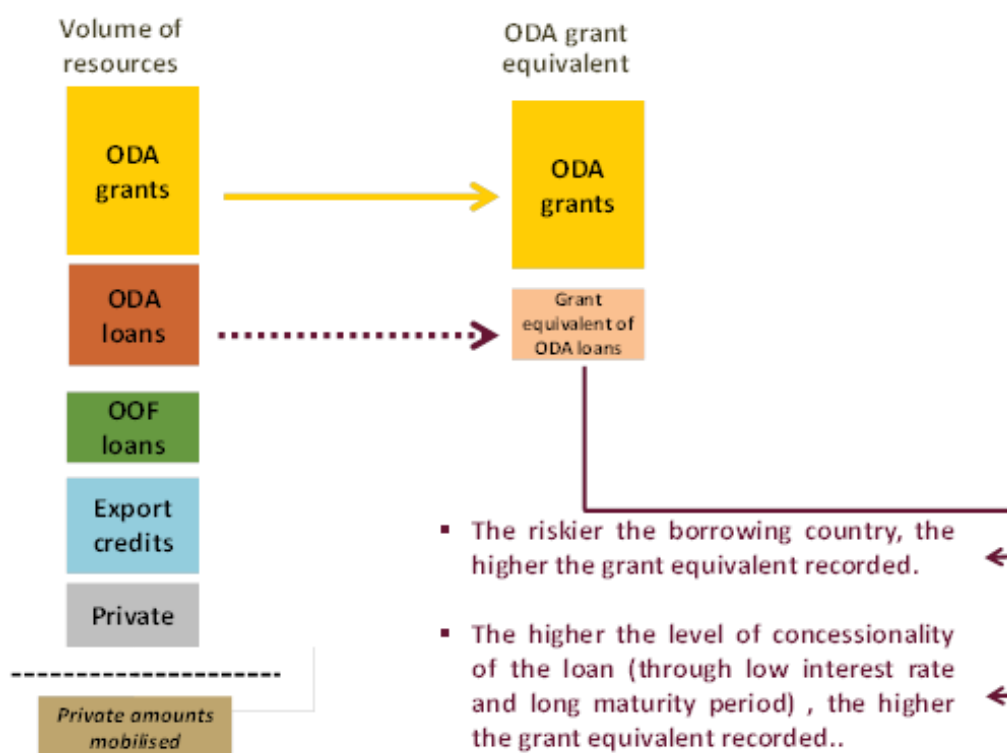 Volume of
resources
ODA grant
equivalent
ODA
grants
ODA
grants
ODA
loans
Grant
equivalent of
ODA loans
OOF
loans
Export
credits
Private
Private amounts
mobilised
▪ The riskier the borrowing country, the
higher the grant equivalent recorded.
▪ The higher the level of concessionality
of the loan (through low interest rate
and long maturity period) , the higher
the grant equivalent recorded..